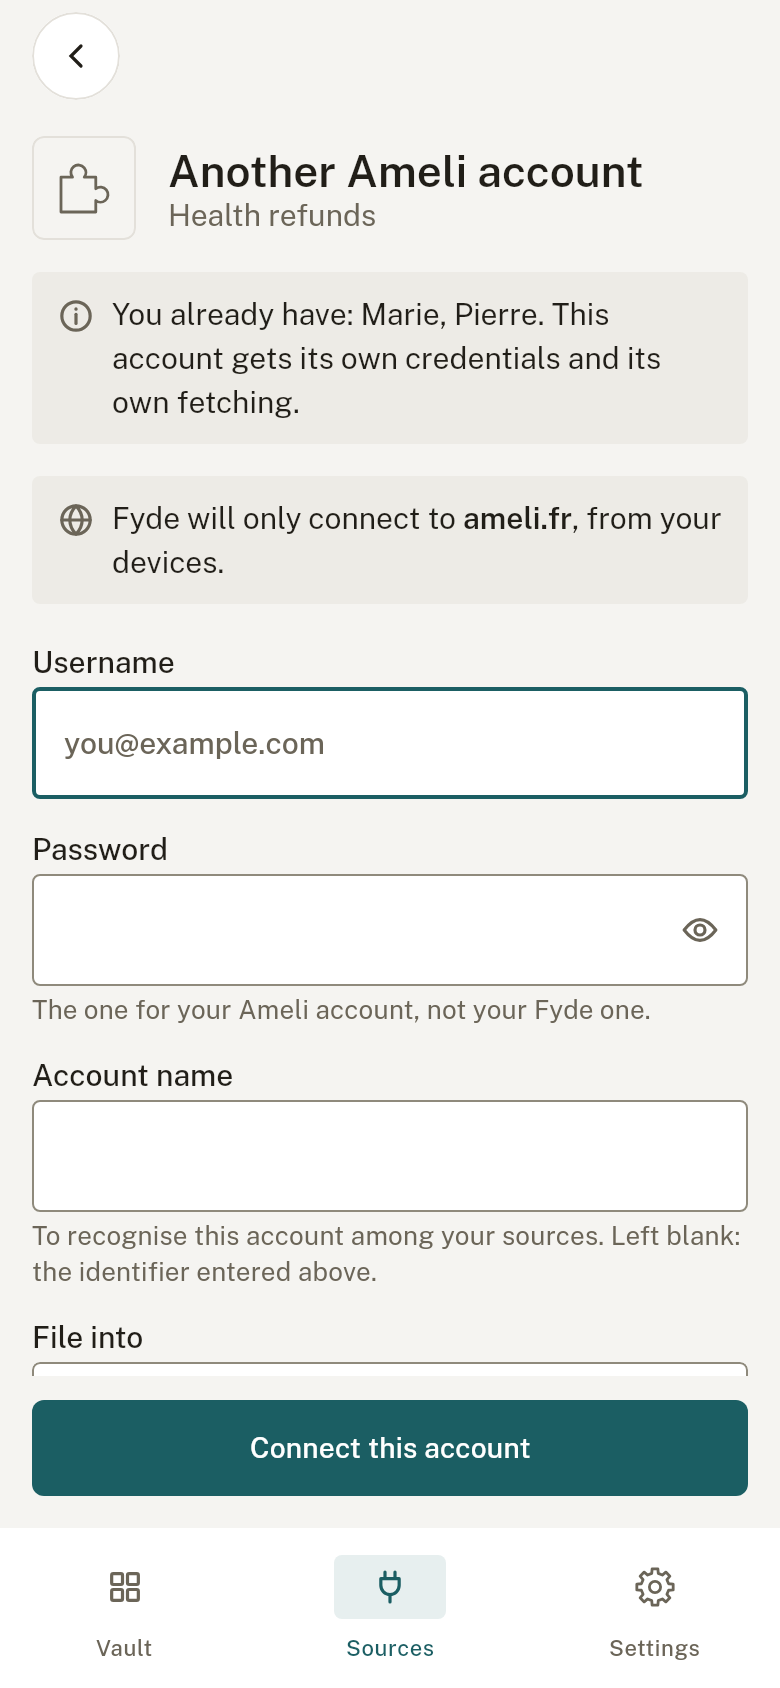 Another Ameli account
Health refunds
You already have: Marie, Pierre. This
account gets its own credentials and its
own fetching.
Fyde will only connect to ameli.fr, from your
devices.
Username
you@example.com
Password
The one for your Ameli account, not your Fyde one.
Account name
To recognise this account among your sources. Left blank:
the identifier entered above.
File into
Connect this account
Vault
Sources
Settings